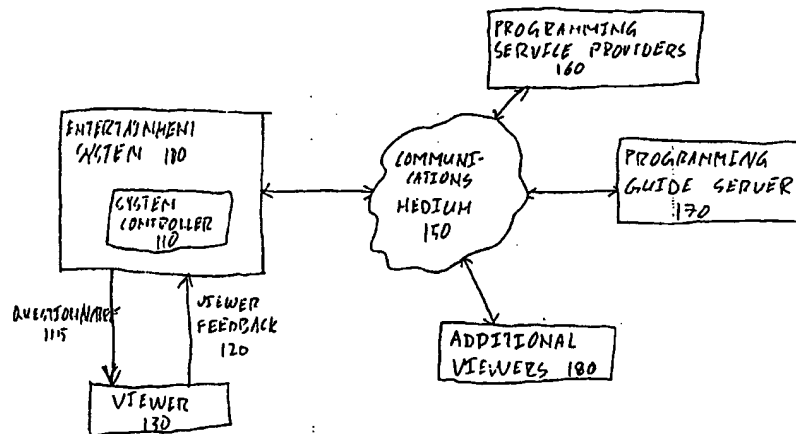 PROGRAMMING
SERVICE PROVIDERS
160
ENTERTAINMENT
SYSTEM 100
SYSTEM
CONTROLLER
110
COMMUNI-
CATIONS
MEDIUM
150
PROGRAMMING
GUIDE SERVER
170
QUESTIONNAIRE
115
VIEWER
FEEDBACK
120
ADDITIONAL
VIEWERS 180
VIEWER
130